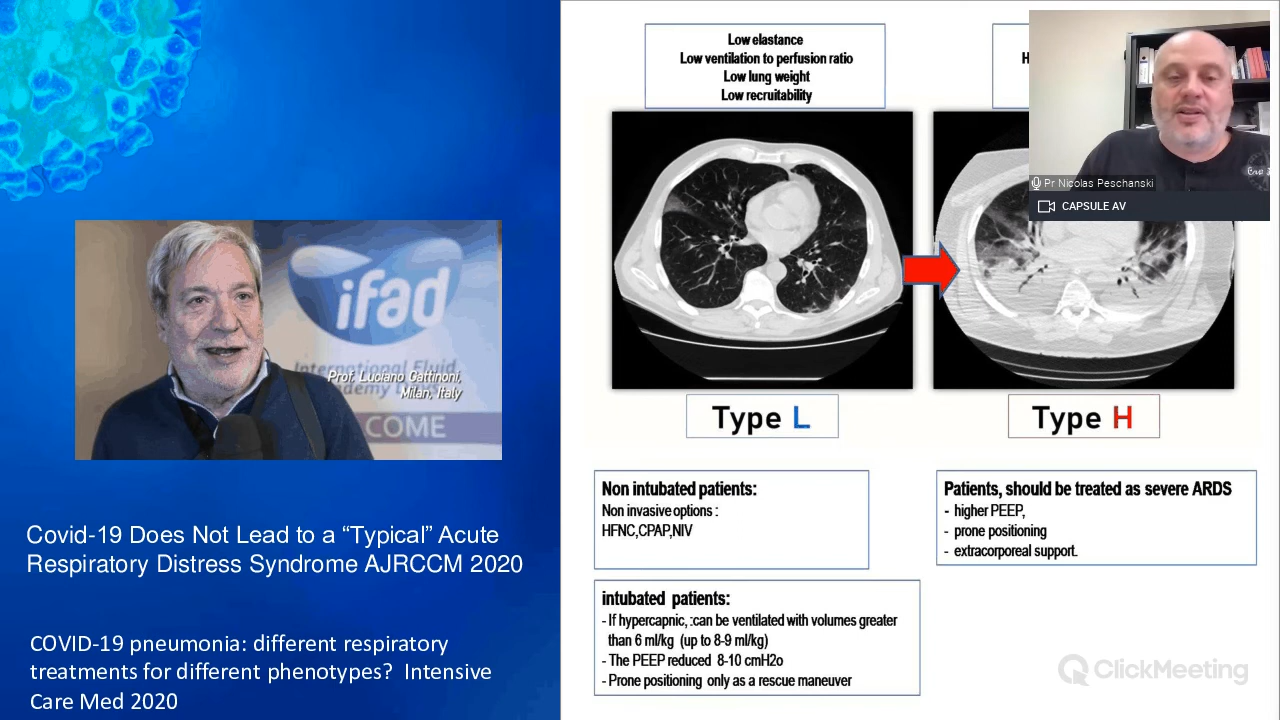 ifad
International Fluid
Prof. Luciano Gattinoni,
Milan, Italy
COME
Covid-19 Does Not Lead to a “Typical” Acute
Respiratory Distress Syndrome AJRCCM 2020
COVID-19 pneumonia: different respiratory
treatments for different phenotypes? Intensive
Care Med 2020
Low elastance
Low ventilation to perfusion ratio
Low lung weight
Low recruitability
H
Pr Nicolas Peschanski
CAPSULE AV
Type L
Type H
Non intubated patients:
Non invasive options :
HFNC,CPAP,NIV
Patients, should be treated as severe ARDS
- higher PEEP,
- prone positioning
- extracorporeal support.
intubated patients:
- If hypercapnic, :can be ventilated with volumes greater
than 6 ml/kg (up to 8-9 ml/kg)
- The PEEP reduced 8-10 cmH2o
- Prone positioning only as a rescue maneuver
ClickMeeting